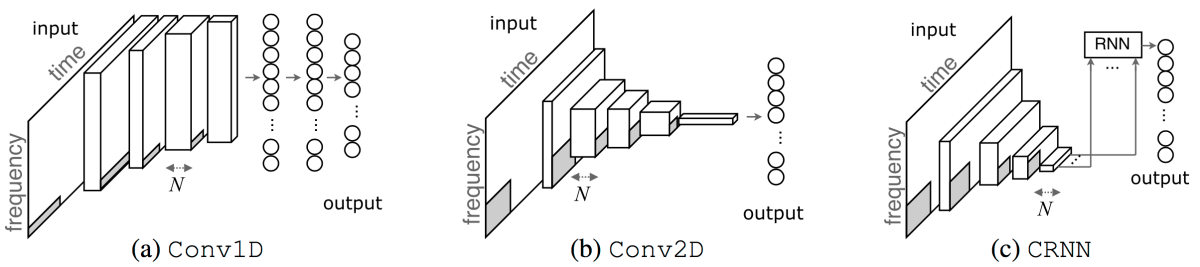 input
time
frequency
N
output
(a) Conv1D
input
time
frequency
N
output
(b) Conv2D
input
time
frequency
RNN
...
N
output
(c) CRNN